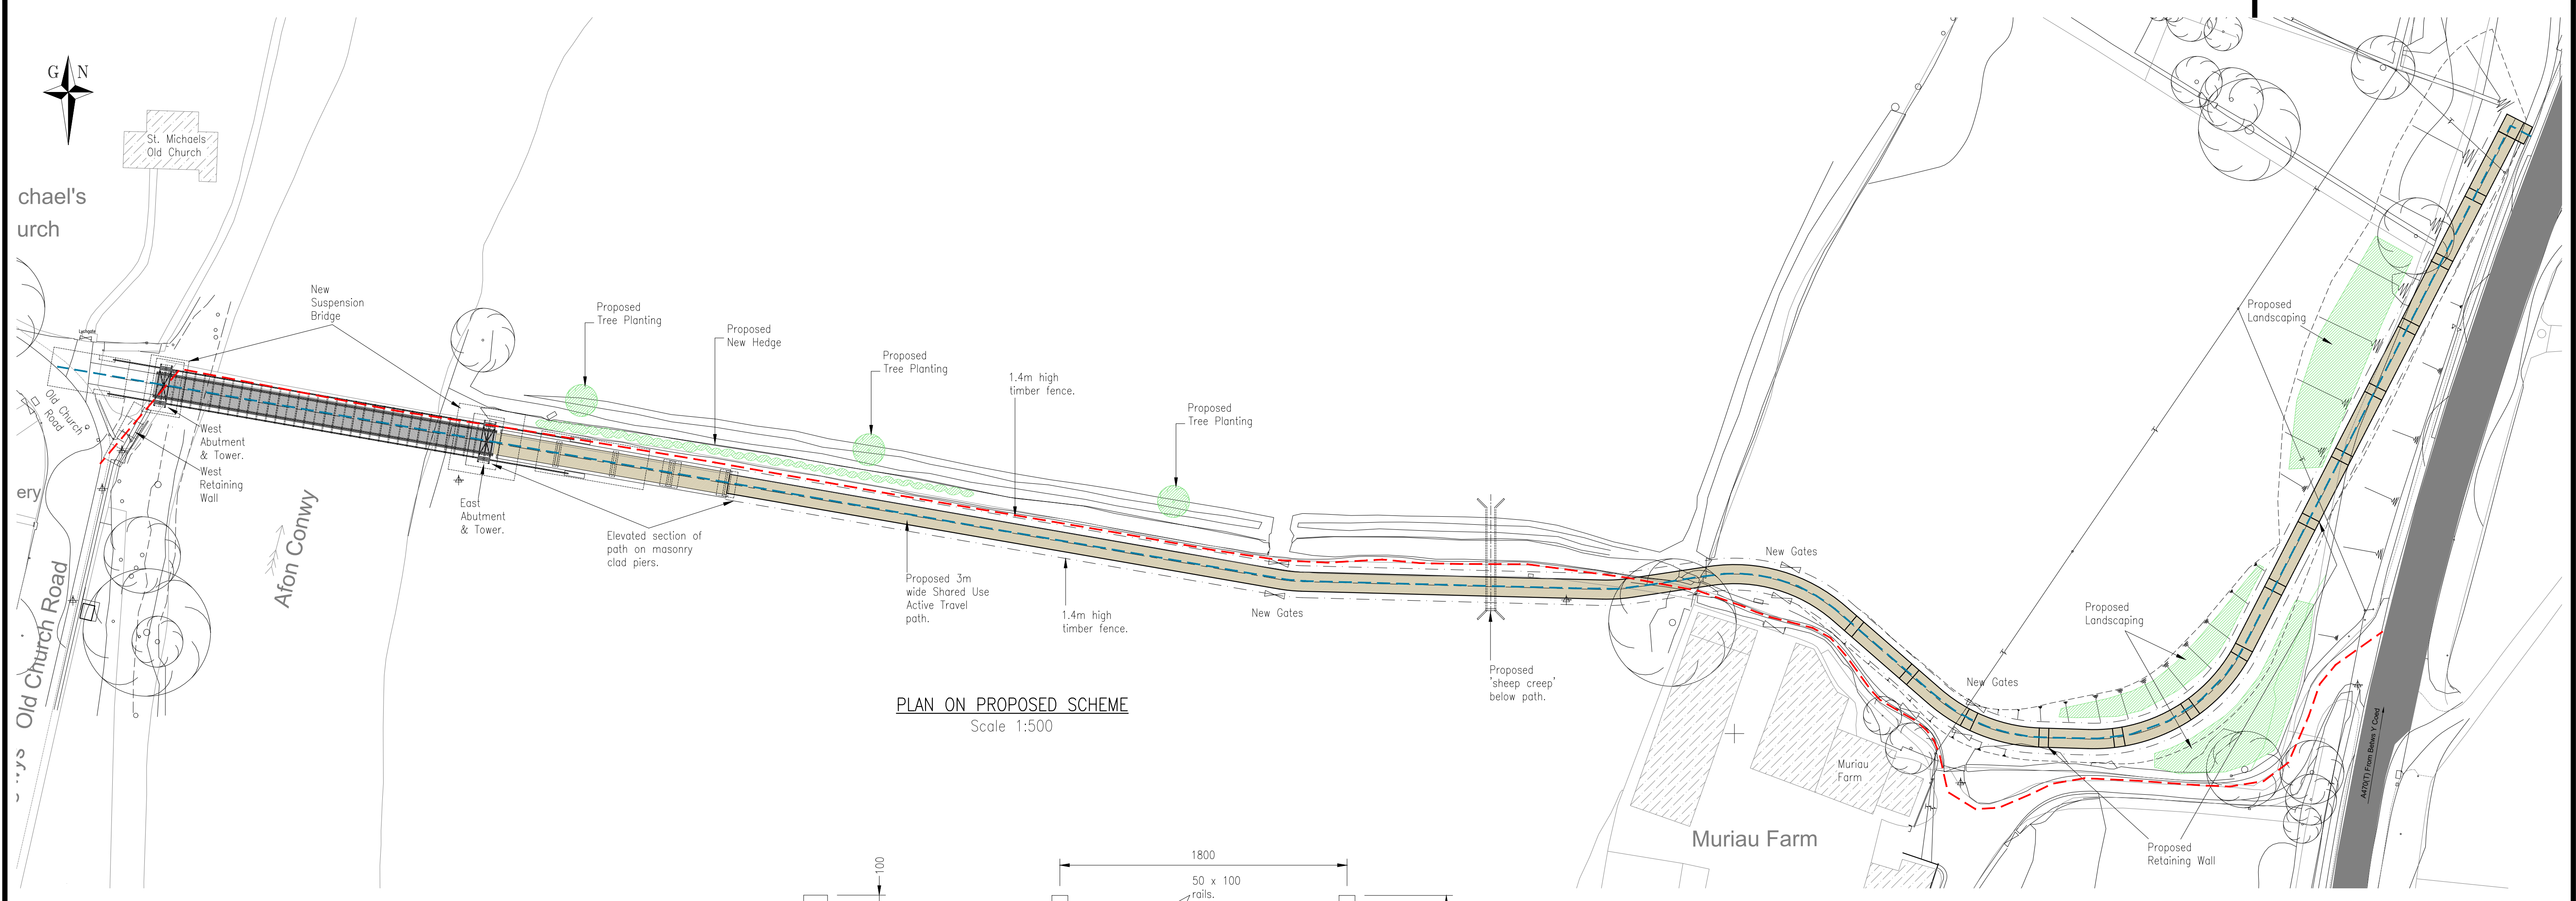 G N
St. Michaels
Old Church
chael's
urch
Lychgate
New
Suspension
Bridge
Old Church
Road
West
Abutment
& Tower.
West
Retaining
Wall
ery
Old Church Road
Afon Conwy
East
Abutment
& Tower.
Proposed
Tree Planting
Proposed
New Hedge
Proposed
Tree Planting
1.4m high
timber fence.
Proposed
Tree Planting
Elevated section of
path on masonry
clad piers.
Proposed 3m
wide Shared Use
Active Travel
path.
1.4m high
timber fence.
New Gates
Proposed
'sheep creep'
below path.
New Gates
New Gates
Proposed
Landscaping
Proposed
Landscaping
Muriau
Farm
Muriau Farm
Proposed
Retaining Wall
A470(T) From Betws Y Coed
PLAN ON PROPOSED SCHEME
Scale 1:500
100
1800
50 x 100
rails.